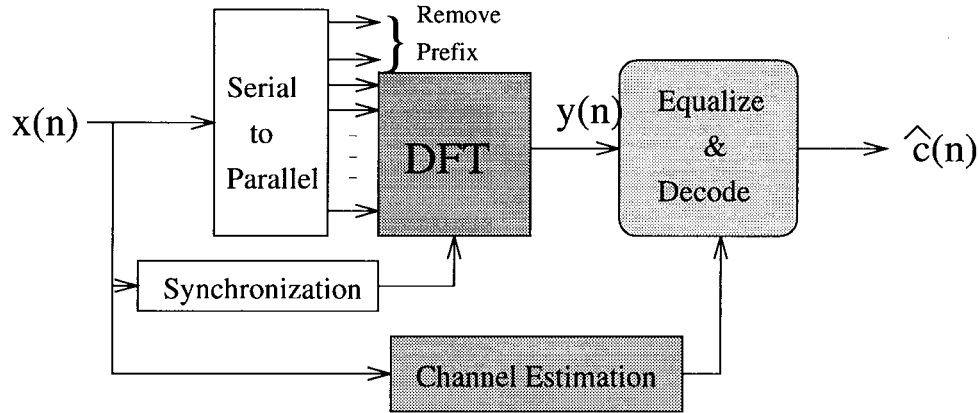 Remove
Prefix
Serial
to
Parallel
x(n)
DFT
y(n)
Equalize
&
Decode
ĉ(n)
Synchronization
Channel Estimation